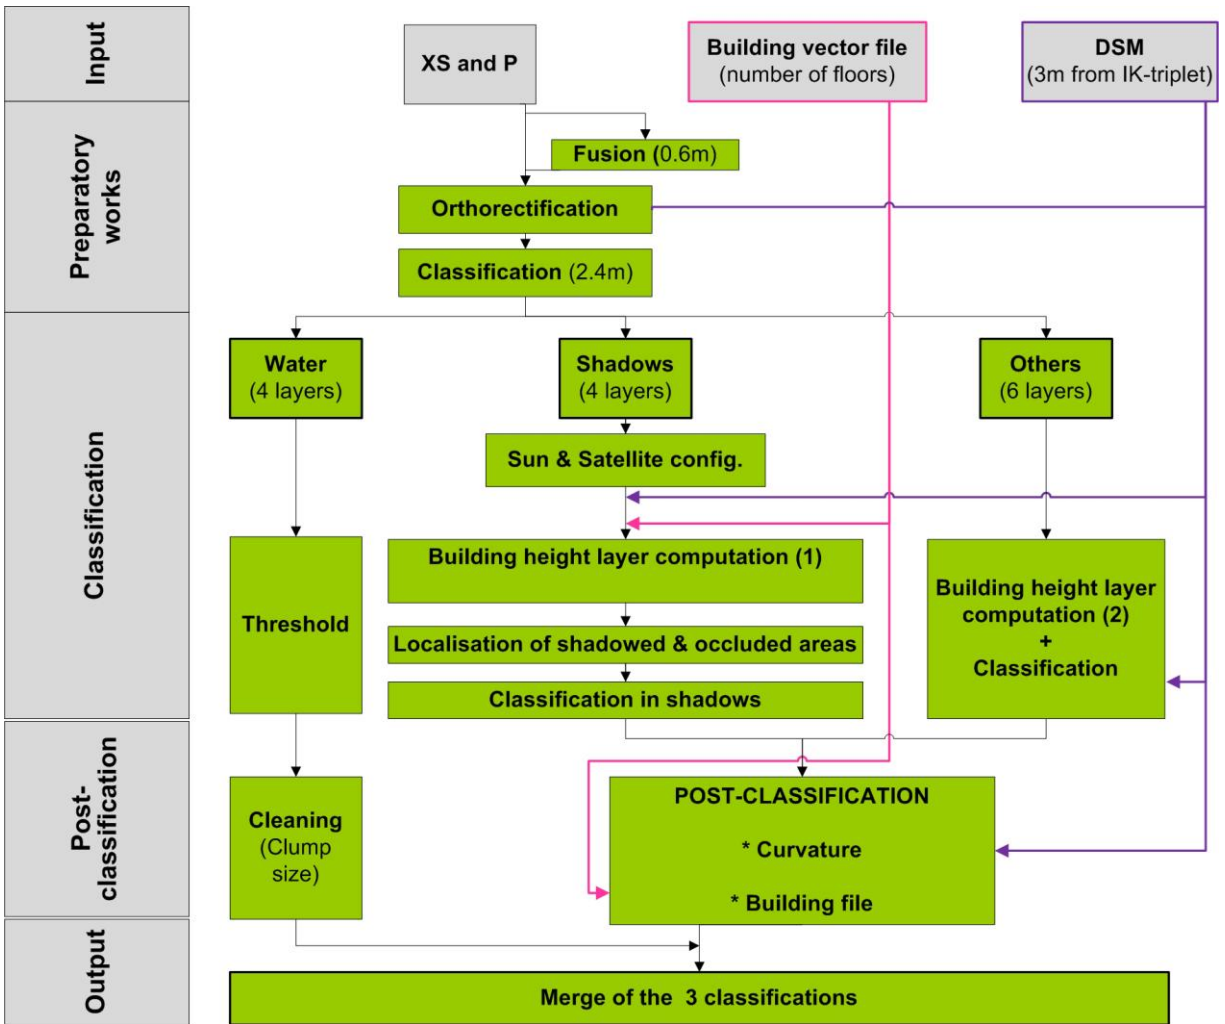 Input
XS and P
Building vector file
(number of floors)
DSM
(3m from IK-triplet)
Preparatory
works
Fusion (0.6m)
Orthorectification
Classification (2.4m)
Classification
Water
(4 layers)
Shadows
(4 layers)
Others
(6 layers)
Sun & Satellite config.
Threshold
Building height layer computation (1)
Localisation of shadowed & occluded areas
Classification in shadows
Building height layer
computation (2)
+
Classification
Post-
classification
Cleaning
(Clump
size)
POST-CLASSIFICATION
* Curvature
* Building file
Output
Merge of the 3 classifications